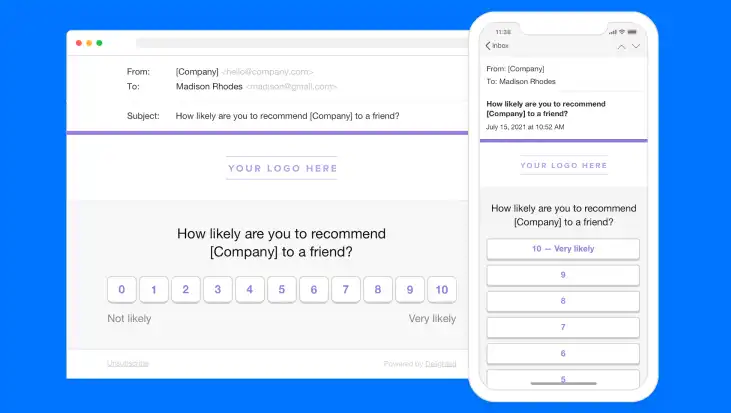 From: [Company] <hello@company.com>
To: Madison Rhodes <madison@gmail.com>
Subject: How likely are you to recommend [Company] to a friend?
YOUR LOGO HERE
How likely are you to recommend
[Company] to a friend?
0 1 2 3 4 5 6 7 8 9 10
Not likely Very likely
Unsubscribe Powered by Delighted
11:38
Inbox
From: [Company]
To: Madison Rhodes
How likely are you to recommend
[Company] to a friend?
July 15, 2021 at 10:52 AM
YOUR LOGO HERE
How likely are you to recommend
[Company] to a friend?
10 — Very likely
9
8
7
6
5